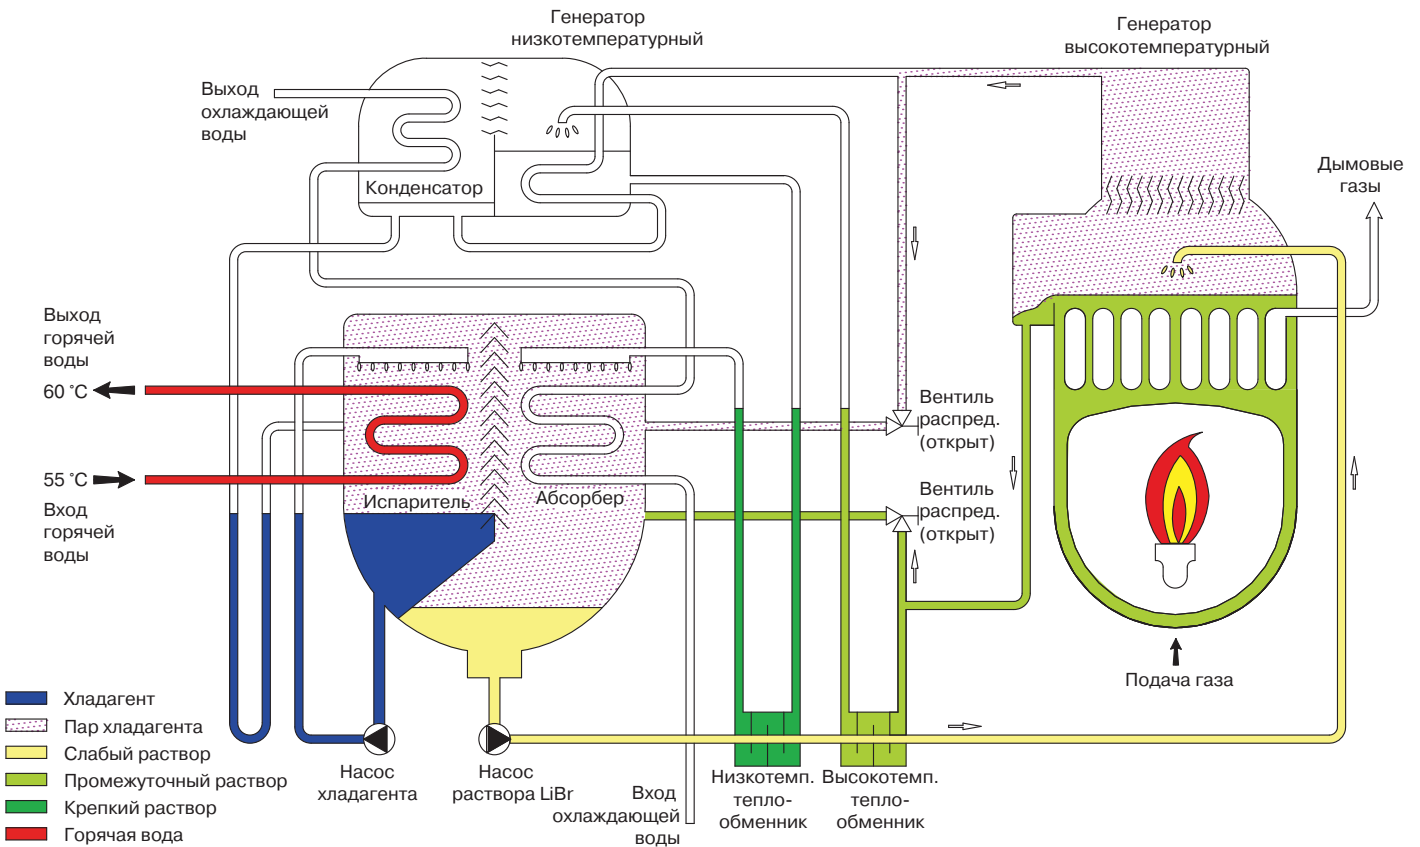 Генератор
низкотемпературный
Генератор
высокотемпературный
Выход
охлаждающей
воды
Дымовые
газы
Конденсатор
Выход
горячей
воды
60 ˚C
55 ˚C
Вход
горячей
воды
Испаритель
Абсорбер
Вентиль
распред.
(открыт)
Вентиль
распред.
(открыт)
Подача газа
Хладагент
Пар хладагента
Слабый раствор
Промежуточный раствор
Крепкий раствор
Горячая вода
Насос
хладагента
Насос
раствора LiBr
Вход
охлаждающей
воды
Низкотемп.
тепло-
обменник
Высокотемп.
тепло-
обменник